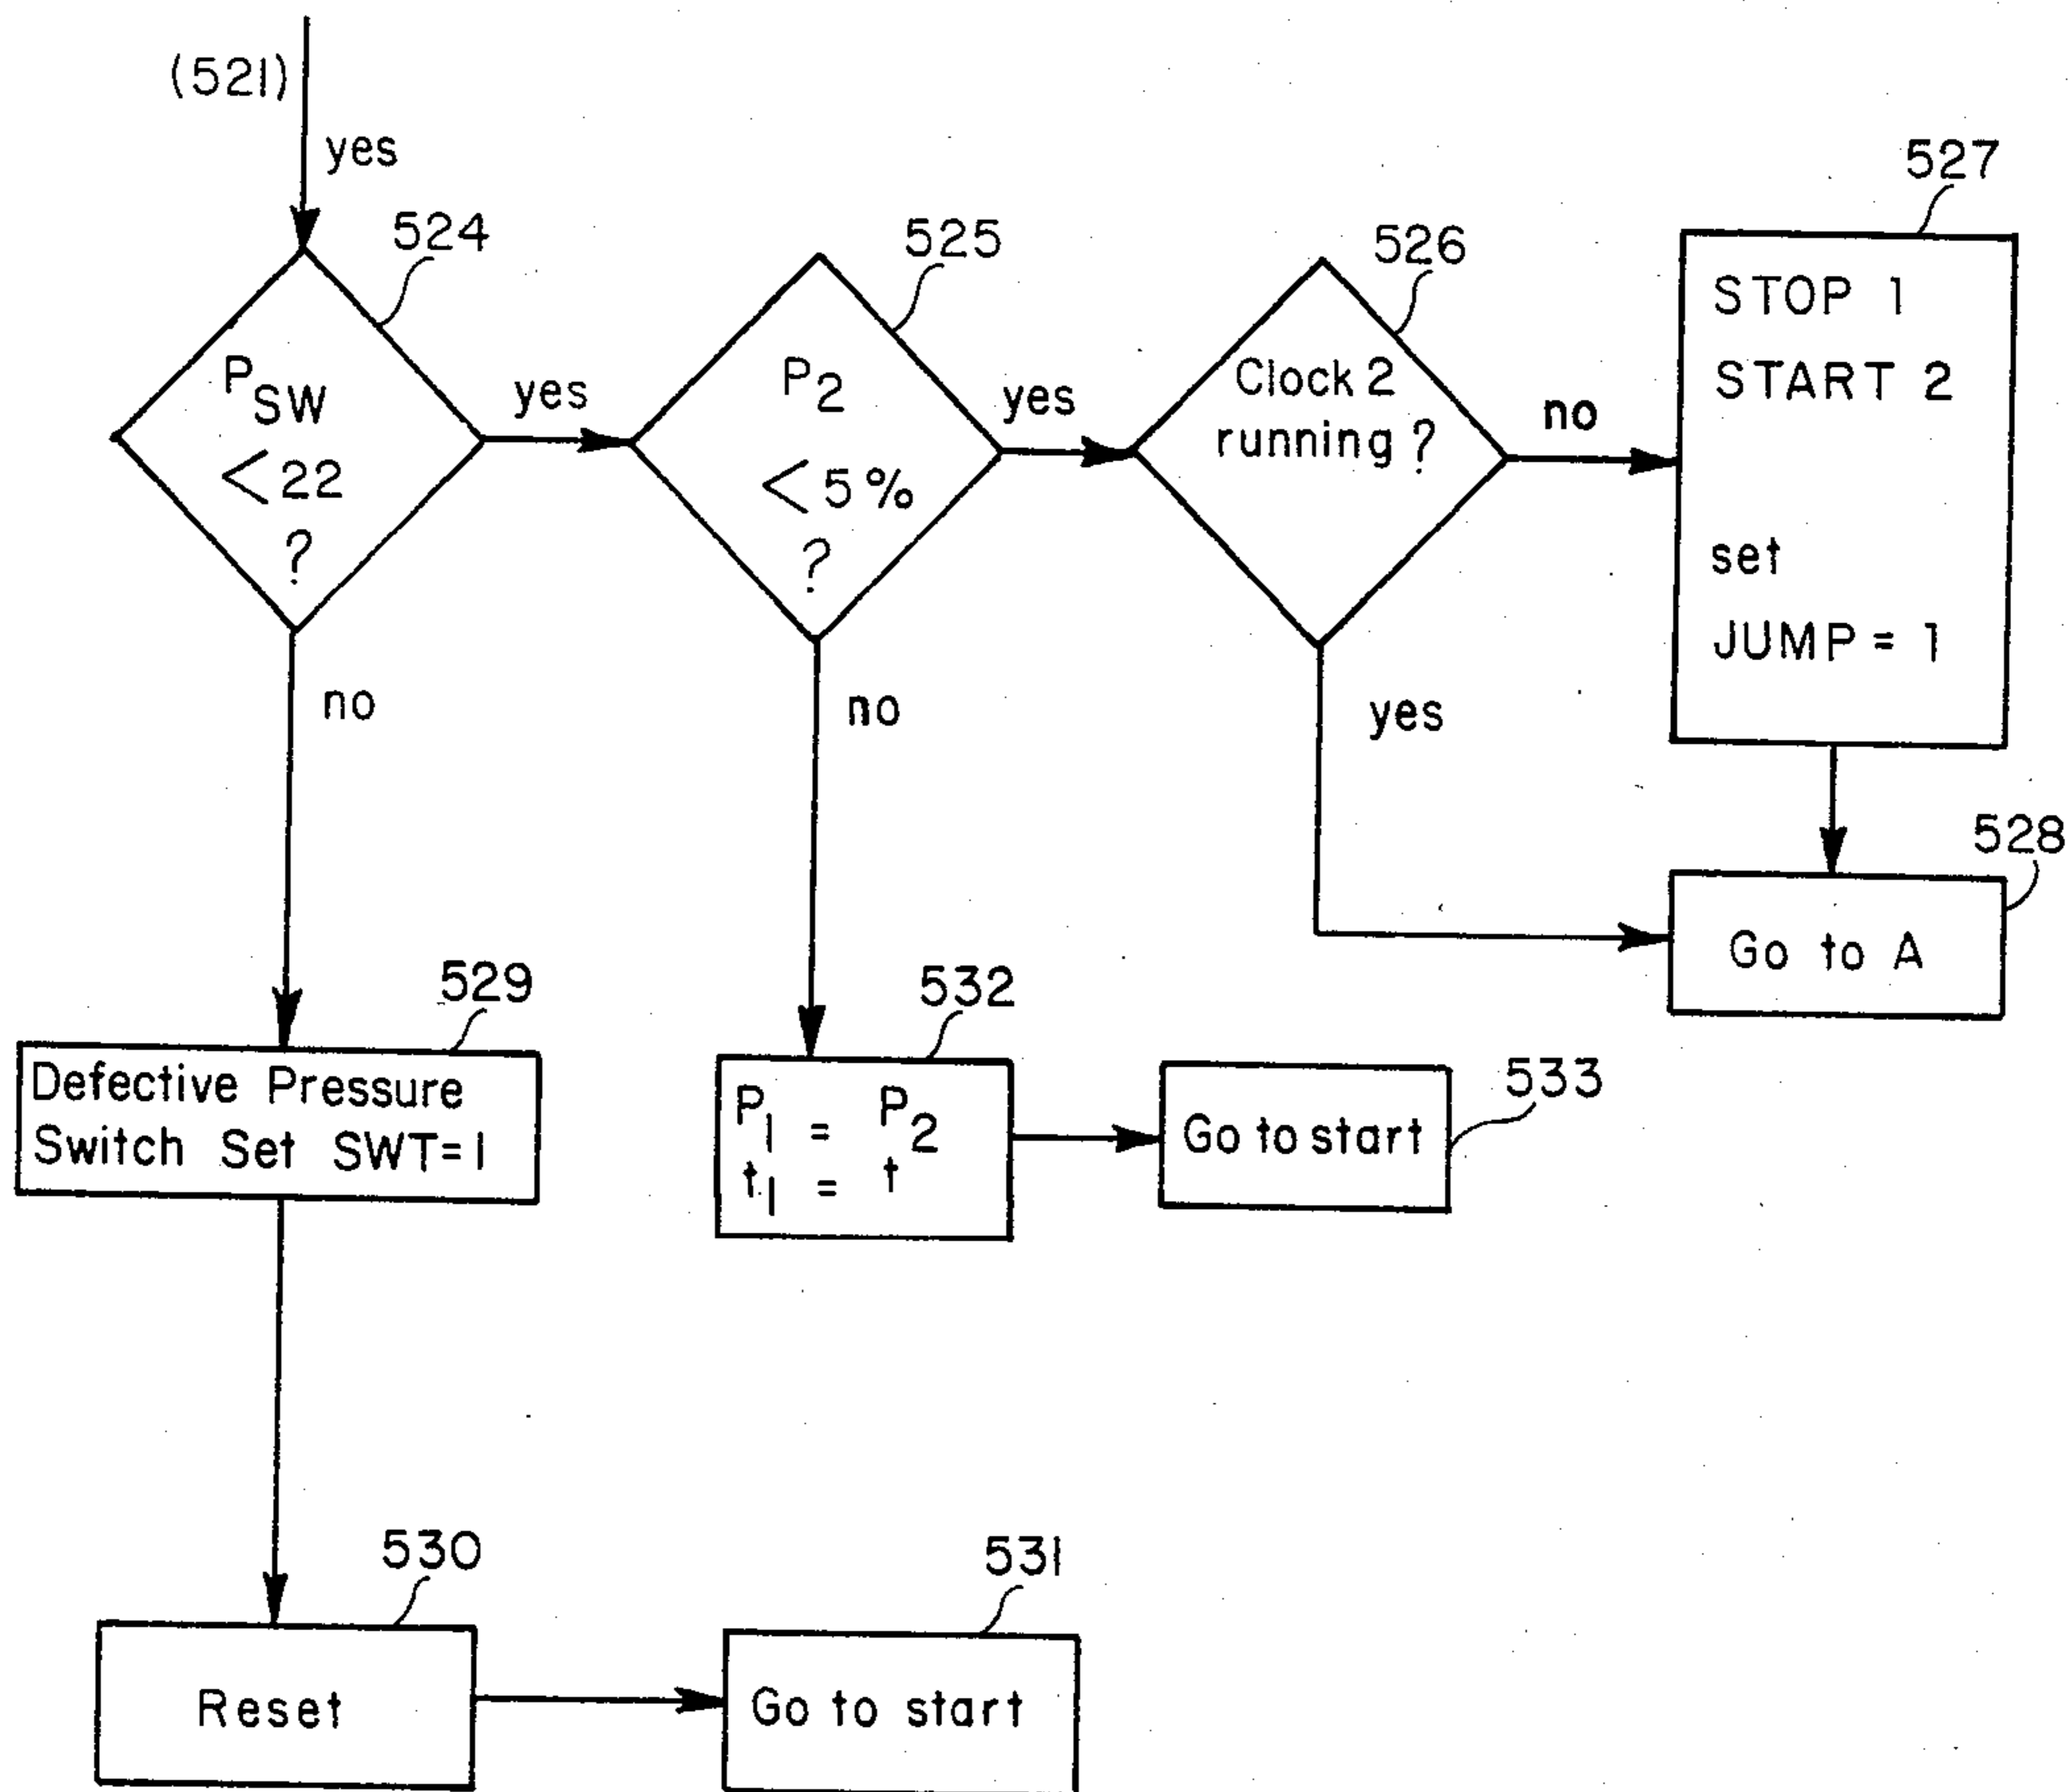 (521)
yes
524
P SW
<22
?
yes
525
P2
<5%
?
yes
526
Clock 2
running ?
no
527
STOP 1
START 2
set
JUMP = 1
no
no
yes
528
Go to A
529
Defective Pressure
Switch Set SWT=1
532
P1 = P2
t1 = t
533
Go to start
530
Reset
531
Go to start